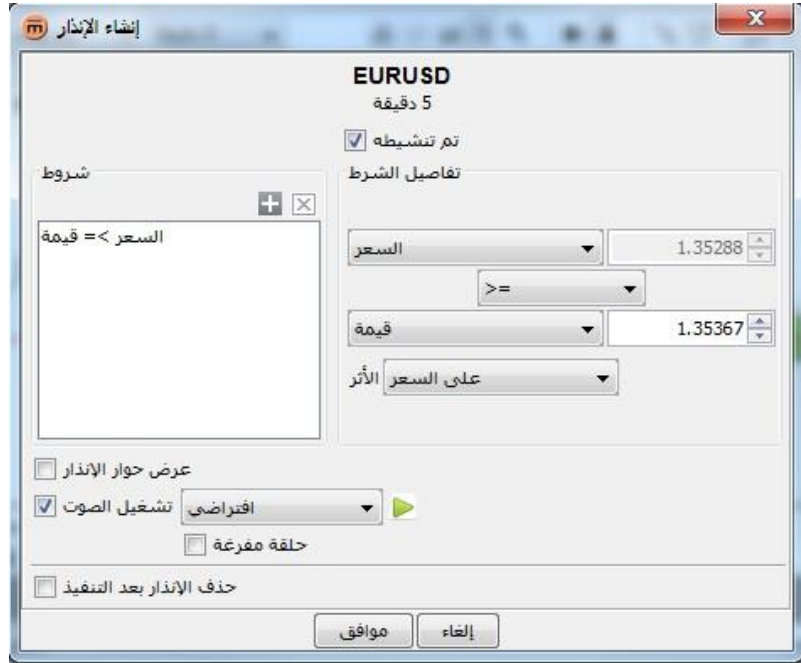 إنشاء الإنذار
EURUSD
5 دقيقة
تم تنشيطه
شروط
تفاصيل الشرط
السعر >= قيمة
السعر
1.35288
>=
قيمة
1.35367
على السعر الأثر
عرض حوار الإنذار
تشغيل الصوت افتراضي
حلقة مفرغة
حذف الإنذار بعد التنفيذ
موافق إلغاء